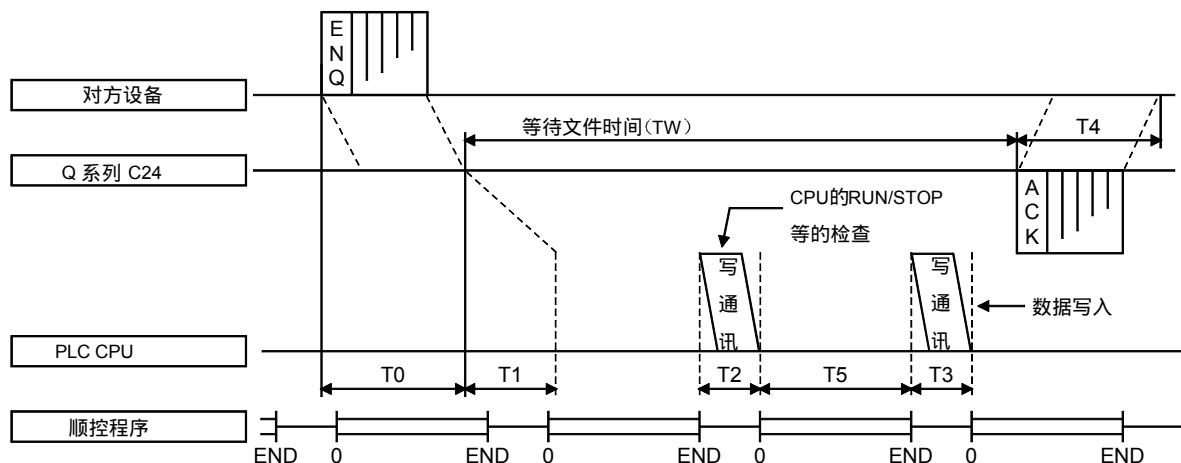 E
N
Q
对方设备
等待文件时间(TW)
T4
Q 系列 C24
A
C
K
CPU的RUN/STOP
等的检查
写
通
讯
写
通
讯
数据写入
PLC CPU
T0
T1
T2
T5
T3
顺控程序
END 0 END 0 END 0 END 0 END